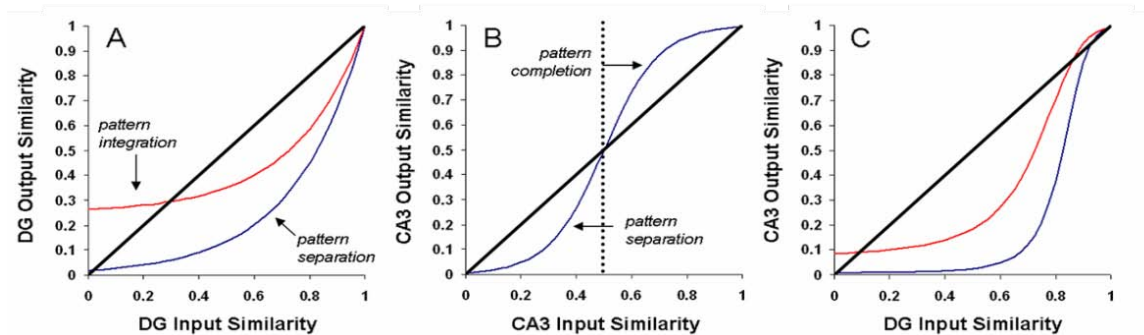 A
DG Output Similarity
1
0.9
0.8
0.7
0.6
0.5
0.4
0.3
0.2
0.1
0
pattern
integration
pattern
separation
0 0.2 0.4 0.6 0.8 1
DG Input Similarity
B
CA3 Output Similarity
1
0.9
0.8
0.7
0.6
0.5
0.4
0.3
0.2
0.1
0
pattern
completion
pattern
separation
0 0.2 0.4 0.6 0.8 1
CA3 Input Similarity
C
CA3 Output Similarity
1
0.9
0.8
0.7
0.6
0.5
0.4
0.3
0.2
0.1
0
0 0.2 0.4 0.6 0.8 1
DG Input Similarity